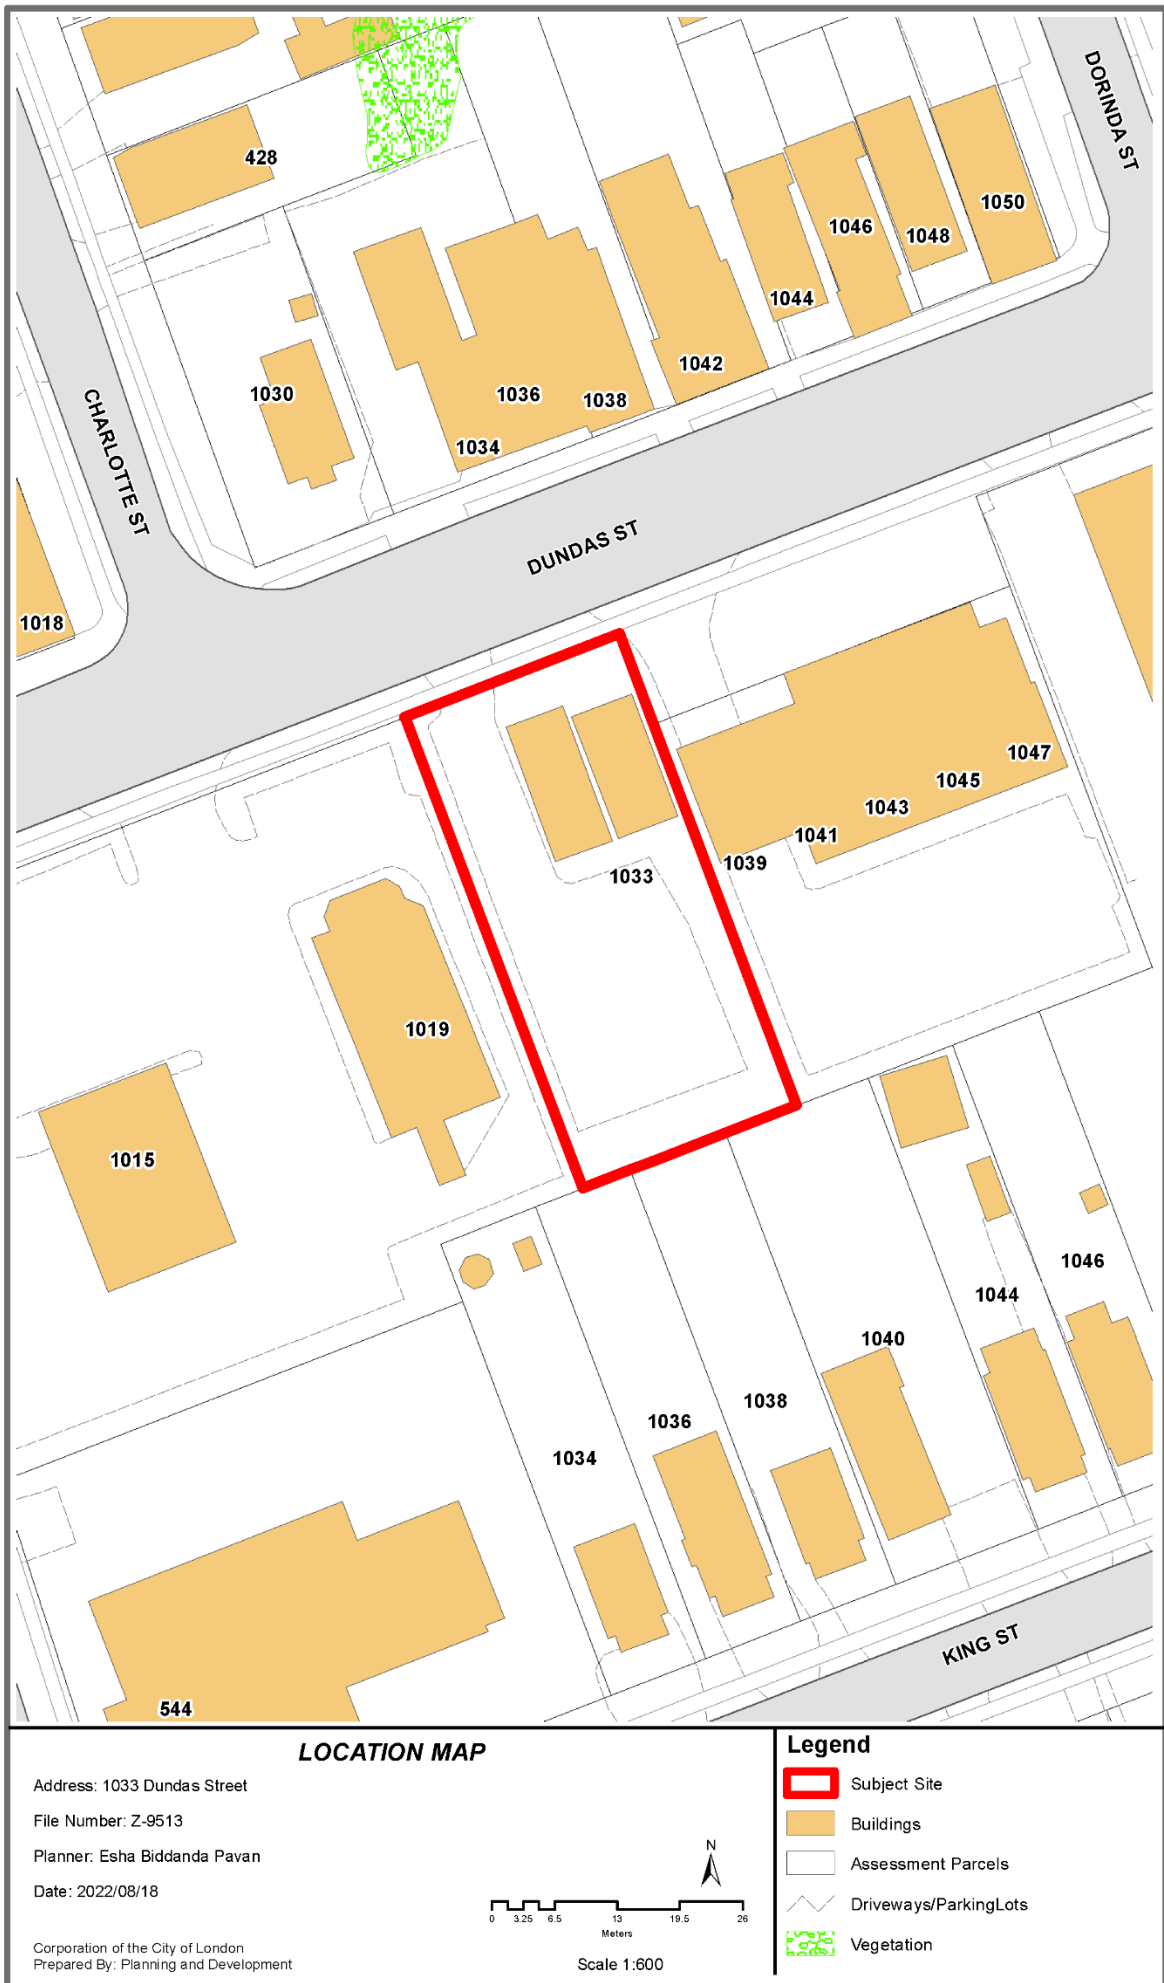 DORINDA ST
428
1050
1046
1048
1044
1042
1030
1036
1038
1034
CHARLOTTE ST
DUNDAS ST
1018
1047
1045
1043
1041
1039
1033
1019
1015
1046
1044
1040
1038
1036
1034
KING ST
544
LOCATION MAP
Address: 1033 Dundas Street
File Number: Z-9513
Planner: Esha Biddanda Pavan
Date: 2022/08/18
Corporation of the City of London
Prepared By: Planning and Development
N
0 3.25 6.5 13 19.5 26
Meters
Scale 1:600
Legend
Subject Site
Buildings
Assessment Parcels
Driveways/ParkingLots
Vegetation